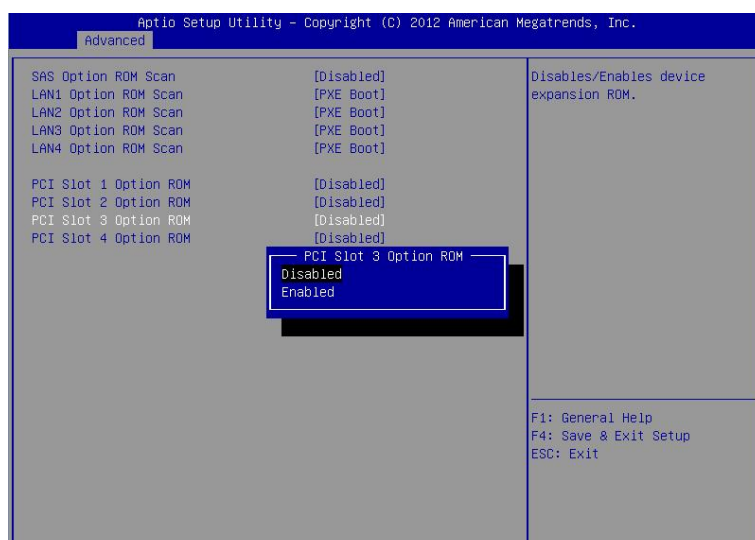 Aptio Setup Utility – Copyright (C) 2012 American Megatrends, Inc.
Advanced
SAS Option ROM Scan [Disabled]
LAN1 Option ROM Scan [PXE Boot]
LAN2 Option ROM Scan [PXE Boot]
LAN3 Option ROM Scan [PXE Boot]
LAN4 Option ROM Scan [PXE Boot]
PCI Slot 1 Option ROM [Disabled]
PCI Slot 2 Option ROM [Disabled]
PCI Slot 3 Option ROM [Disabled]
PCI Slot 4 Option ROM [Disabled]
PCI Slot 3 Option ROM
Disabled
Enabled
Disables/Enables device
expansion ROM.
F1: General Help
F4: Save & Exit Setup
ESC: Exit